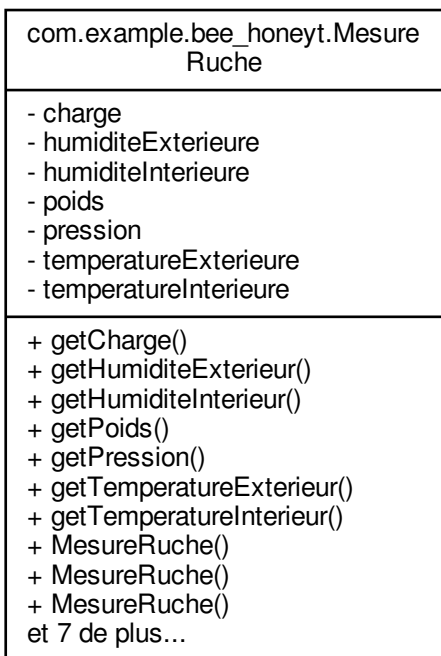 com.example.bee_honeyt.Mesure
Ruche
- charge
- humiditeExterieure
- humiditeInterieure
- poids
- pression
- temperatureExterieure
- temperatureInterieure
+ getCharge()
+ getHumiditeExterieur()
+ getHumiditeInterieur()
+ getPoids()
+ getPression()
+ getTemperatureExterieur()
+ getTemperatureInterieur()
+ MesureRuche()
+ MesureRuche()
+ MesureRuche()
et 7 de plus...